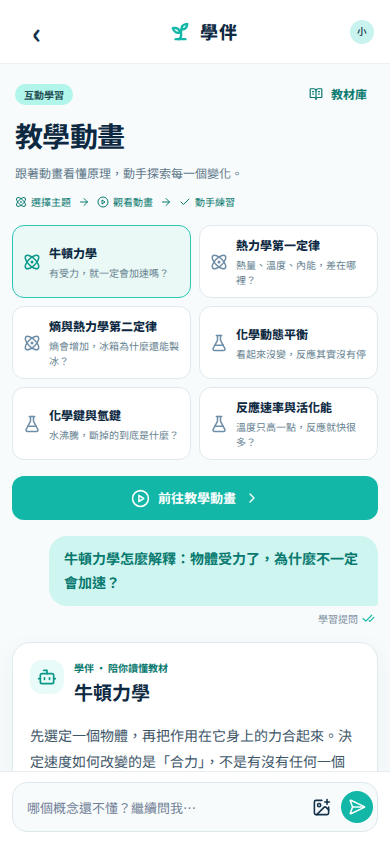 學伴
小
互動學習
教材庫
教學動畫
跟著動畫看懂原理，動手探索每一個變化。
選擇主題 → 觀看動畫 → 動手練習
牛頓力學
有受力，就一定會加速嗎？
熱力學第一定律
熱量、溫度、內能，差在哪
裡？
熵與熱力學第二定律
熵會增加，冰箱為什麼還能製
冰？
化學動態平衡
看起來沒變，反應其實沒有停
化學鍵與氫鍵
水沸騰，斷掉的到底是什麼？
反應速率與活化能
溫度只高一點，反應就快很
多？
前往教學動畫
牛頓力學怎麼解釋：物體受力了，為什麼不一定
會加速？
學習提問
學伴・陪你讀懂教材
牛頓力學
先選定一個物體，再把作用在它身上的力合起來。決
定速度如何改變的是「合力」，不是有沒有任何一個
哪個概念還不懂？繼續問我⋯